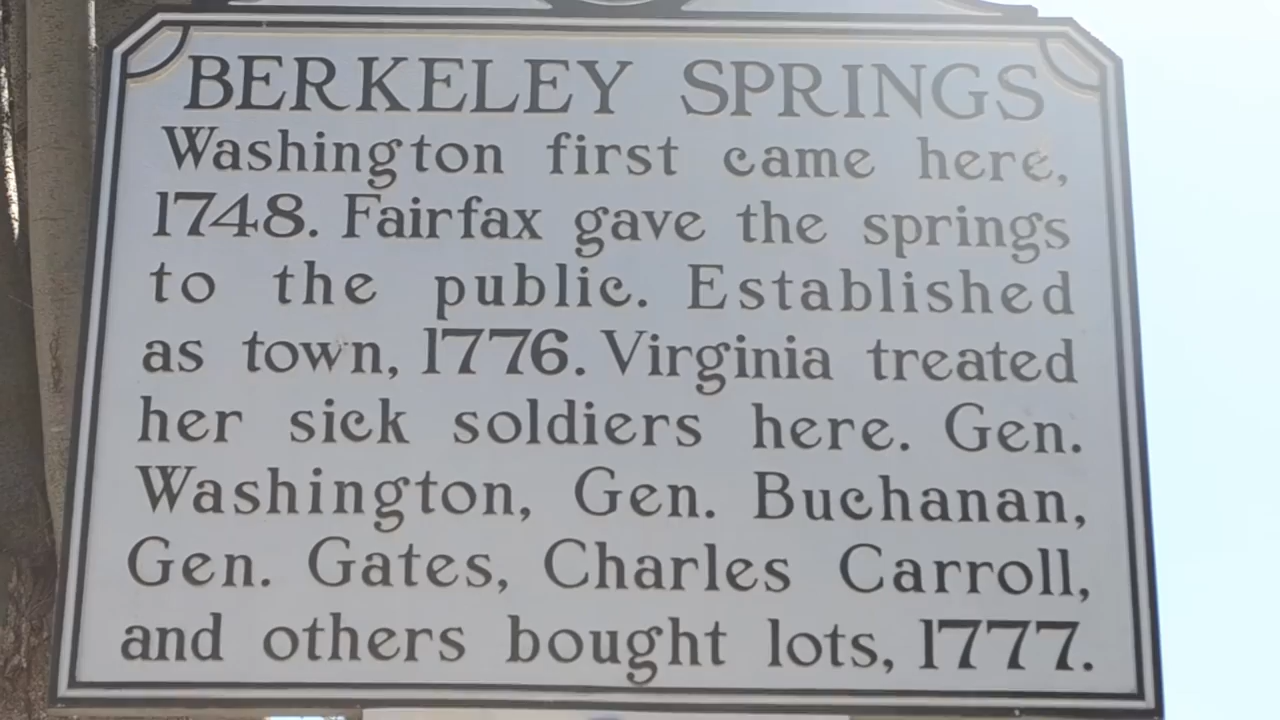 BERKELEY SPRINGS
Washington first came here,
1748. Fairfax gave the springs
to the public. Established
as town, 1776. Virginia treated
her sick soldiers here. Gen.
Washington, Gen. Buchanan,
Gen. Gates, Charles Carroll,
and others bought lots, 1777.